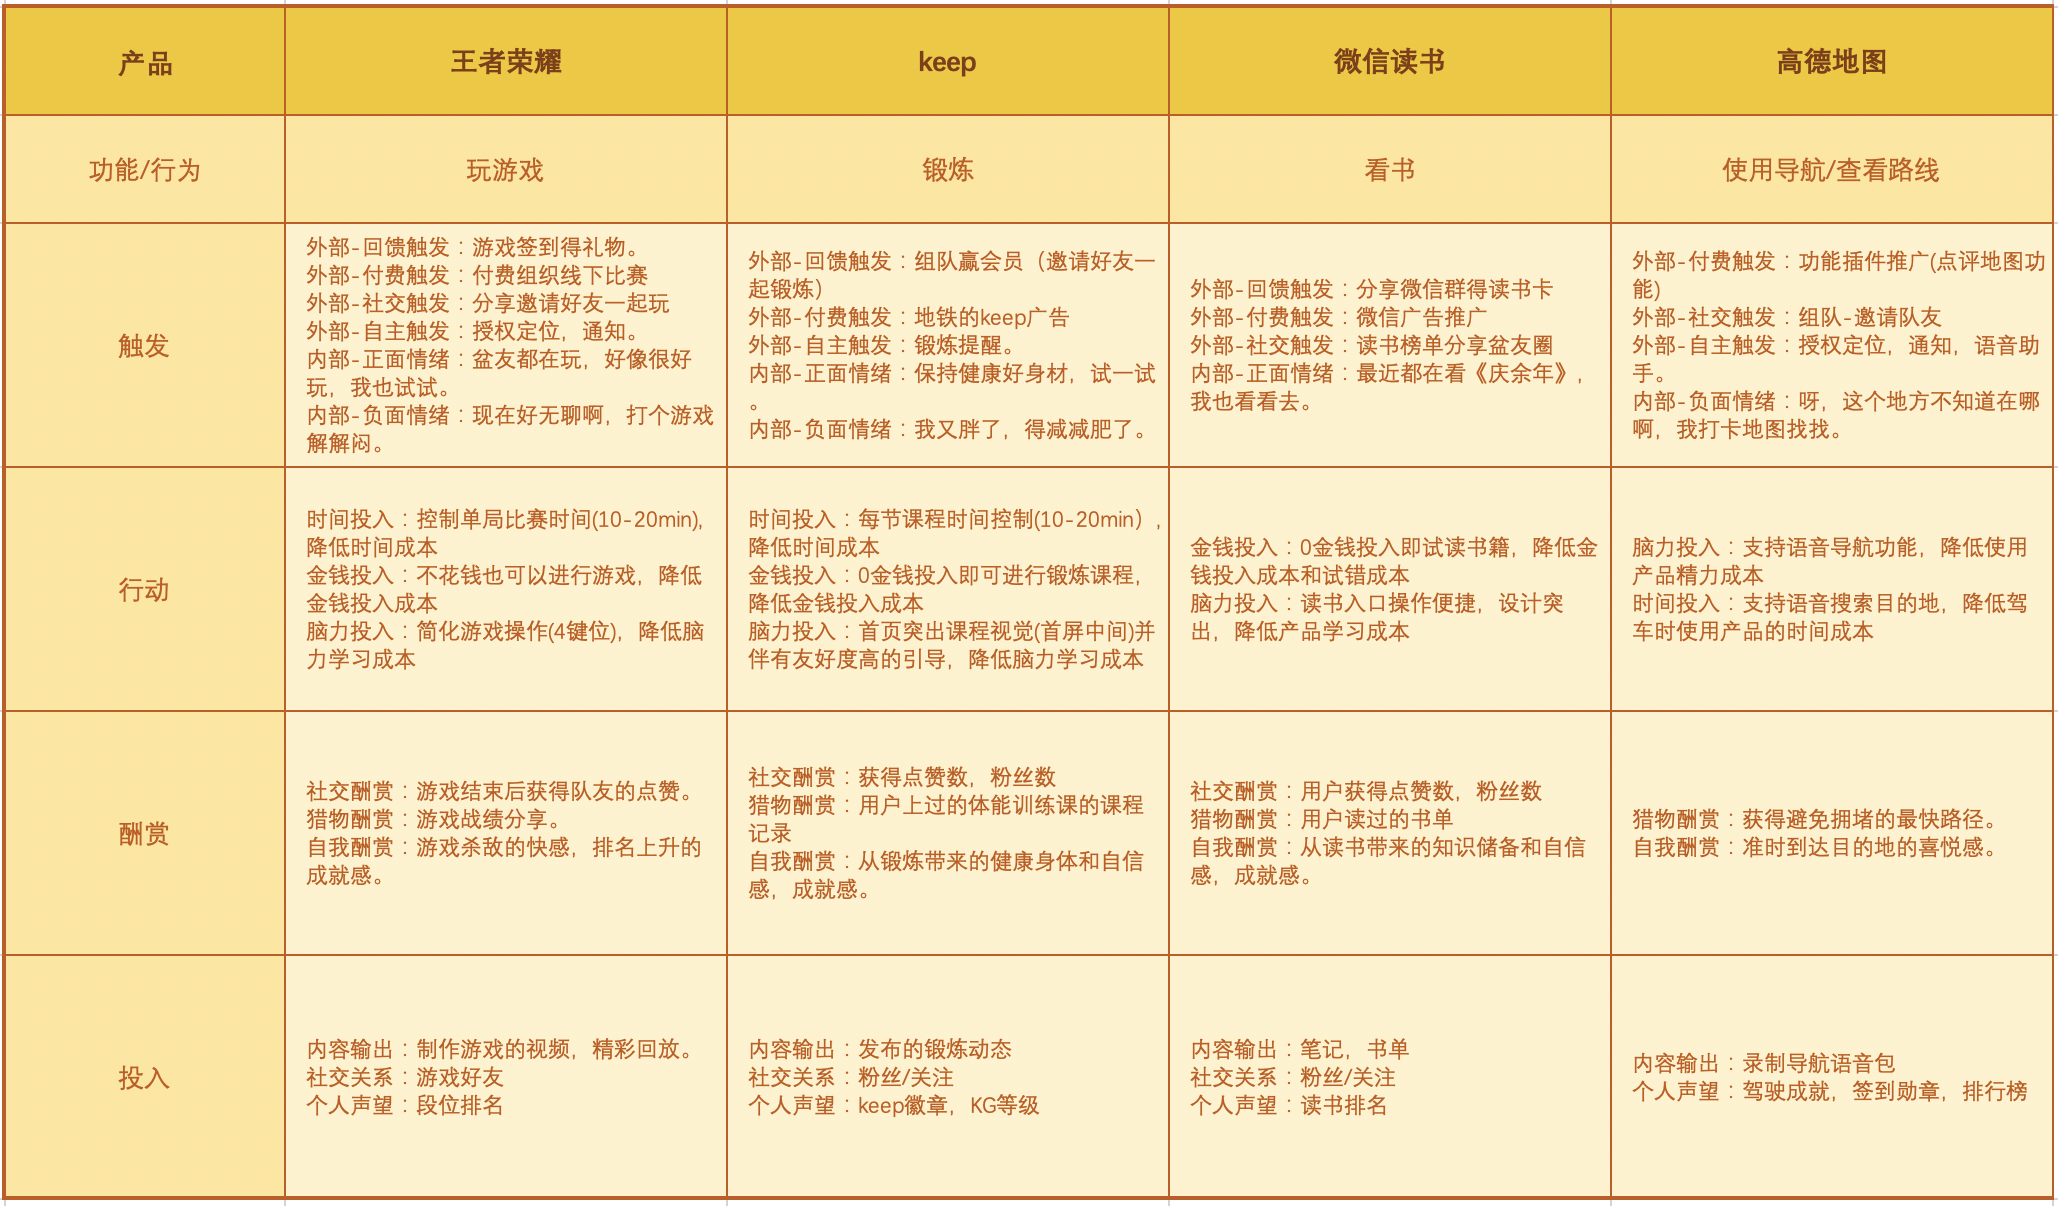 产品
王者荣耀
keep
微信读书
高德地图
功能/行为
玩游戏
锻炼
看书
使用导航/查看路线
触发
外部-回馈触发：游戏签到得礼物。
外部-付费触发：付费组织线下比赛
外部-社交触发：分享邀请好友一起玩
外部-自主触发：授权定位，通知。
内部-正面情绪：盆友都在玩，好像很好
玩，我也试试。
内部-负面情绪：现在好无聊啊，打个游戏
解解闷。
外部-回馈触发：组队赢会员（邀请好友一
起锻炼）
外部-付费触发：地铁的keep广告
外部-自主触发：锻炼提醒。
内部-正面情绪：保持健康好身材，试一试
。
内部-负面情绪：我又胖了，得减减肥了。
外部-回馈触发：分享微信群得读书卡
外部-付费触发：微信广告推广
外部-社交触发：读书榜单分享盆友圈
内部-正面情绪：最近都在看《庆余年》，
我也看看去。
外部-付费触发：功能插件推广(点评地图功
能)
外部-社交触发：组队-邀请队友
外部-自主触发：授权定位，通知，语音助
手。
内部-负面情绪：呀，这个地方不知道在哪
啊，我打卡地图找找。
行动
时间投入：控制单局比赛时间(10-20min),
降低时间成本
金钱投入：不花钱也可以进行游戏，降低
金钱投入成本
脑力投入：简化游戏操作(4键位)，降低脑
力学习成本
时间投入：每节课程时间控制(10-20min），
降低时间成本
金钱投入：0金钱投入即可进行锻炼课程，
降低金钱投入成本
脑力投入：首页突出课程视觉(首屏中间)并
伴有友好度高的引导，降低脑力学习成本
金钱投入：0金钱投入即试读书籍，降低金
钱投入成本和试错成本
脑力投入：读书入口操作便捷，设计突
出，降低产品学习成本
脑力投入：支持语音导航功能，降低使用
产品精力成本
时间投入：支持语音搜索目的地，降低驾
车时使用产品的时间成本
酬赏
社交酬赏：游戏结束后获得队友的点赞。
猎物酬赏：游戏战绩分享。
自我酬赏：游戏杀敌的快感，排名上升的
成就感。
社交酬赏：获得点赞数，粉丝数
猎物酬赏：用户上过的体能训练课的课程
记录
自我酬赏：从锻炼带来的健康身体和自信
感，成就感。
社交酬赏：用户获得点赞数，粉丝数
猎物酬赏：用户读过的书单
自我酬赏：从读书带来的知识储备和自信
感，成就感。
猎物酬赏：获得避免拥堵的最快路径。
自我酬赏：准时到达目的地的喜悦感。
投入
内容输出：制作游戏的视频，精彩回放。
社交关系：游戏好友
个人声望：段位排名
内容输出：发布的锻炼动态
社交关系：粉丝/关注
个人声望：keep徽章，KG等级
内容输出：笔记，书单
社交关系：粉丝/关注
个人声望：读书排名
内容输出：录制导航语音包
个人声望：驾驶成就，签到勋章，排行榜